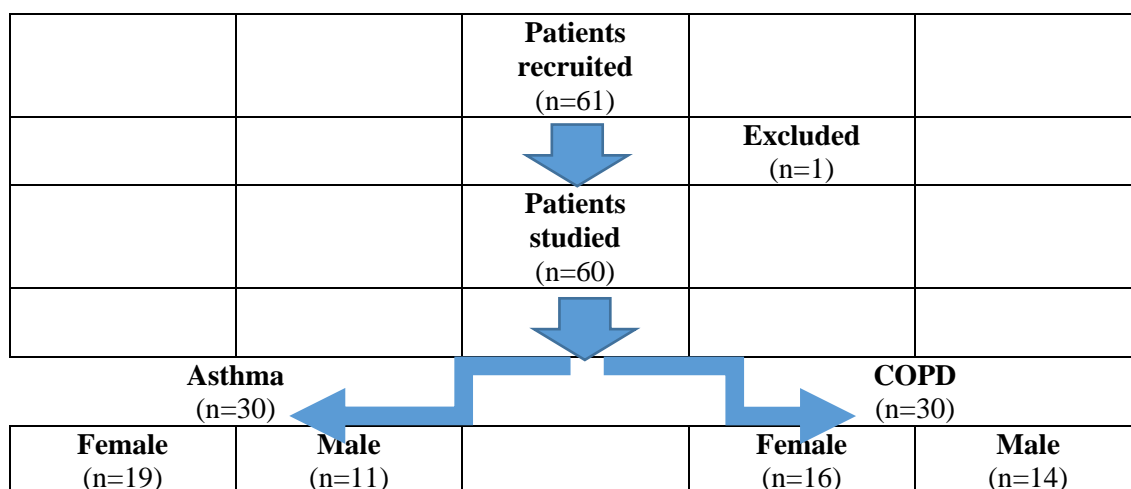 Patients
recruited
(n=61)
Excluded
(n=1)
Patients
studied
(n=60)
Asthma
(n=30)
COPD
(n=30)
Female
(n=19)
Male
(n=11)
Female
(n=16)
Male
(n=14)